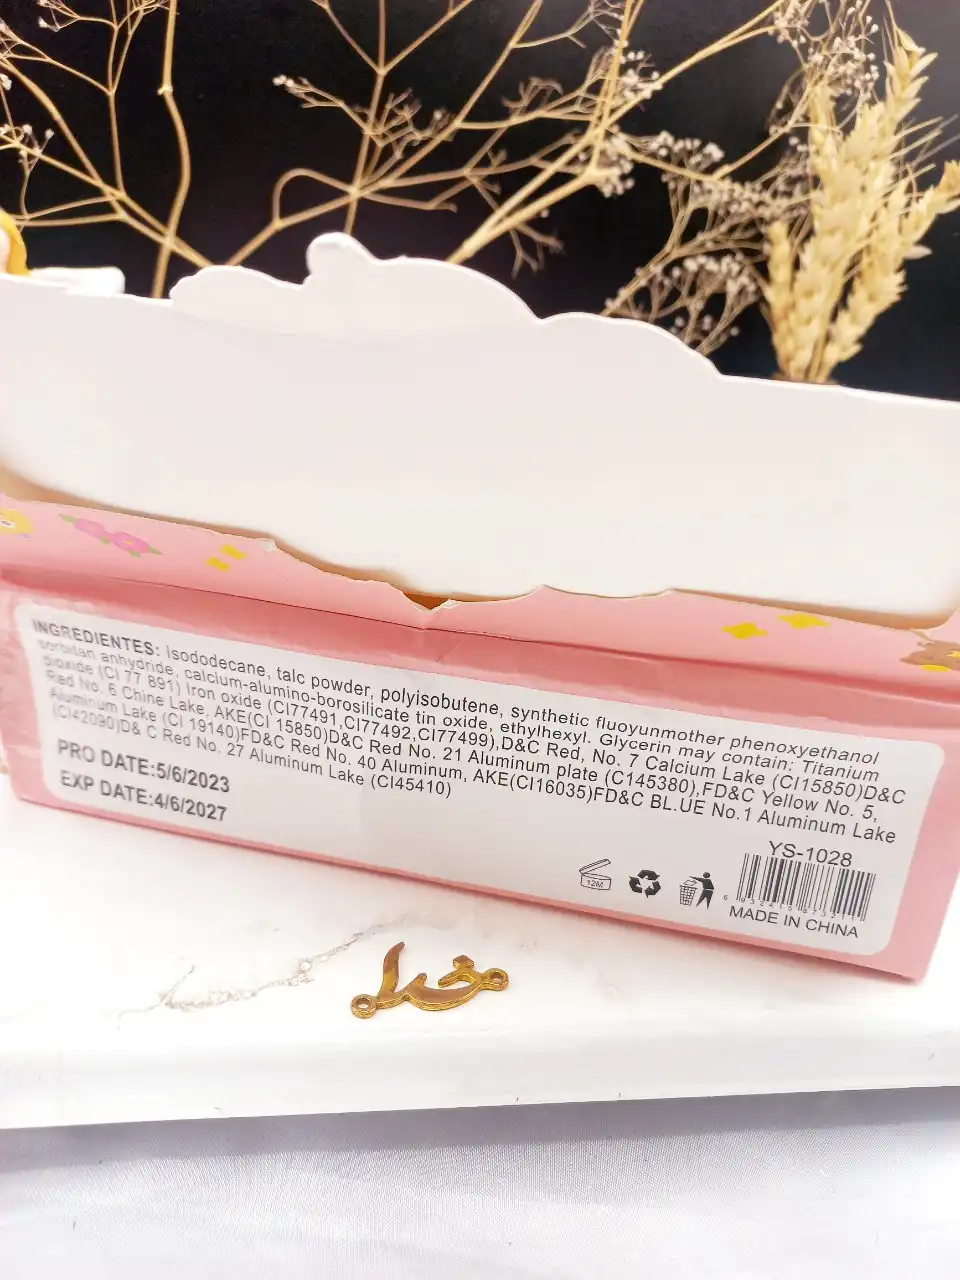 INGREDIENTES: Isododecane, talc powder, polyisobutene, synthetic fluoyunmother phenoxyethanol
sorbitan anhydride, calcium-alumino-borosilicate tin oxide, ethylhexyl. Glycerin may contain; Titanium
dioxide (CI 77 891) Iron oxide (CI77491,CI77492,CI77499),D&C Red, No. 7 Calcium Lake (CI15850)D&C
Red No. 6 Chine Lake, AKE(CI 15850)D&C Red No. 21 Aluminum plate (C145380),FD&C Yellow No. 5,
Aluminum Lake (CI 19140)FD&C Red No. 40 Aluminum, AKE(CI16035)FD&C BL.UE No.1 Aluminum Lake
(CI42090)D& C Red No. 27 Aluminum Lake (CI45410)
PRO DATE:5/6/2023
EXP DATE:4/6/2027
12M
YS-1028
MADE IN CHINA